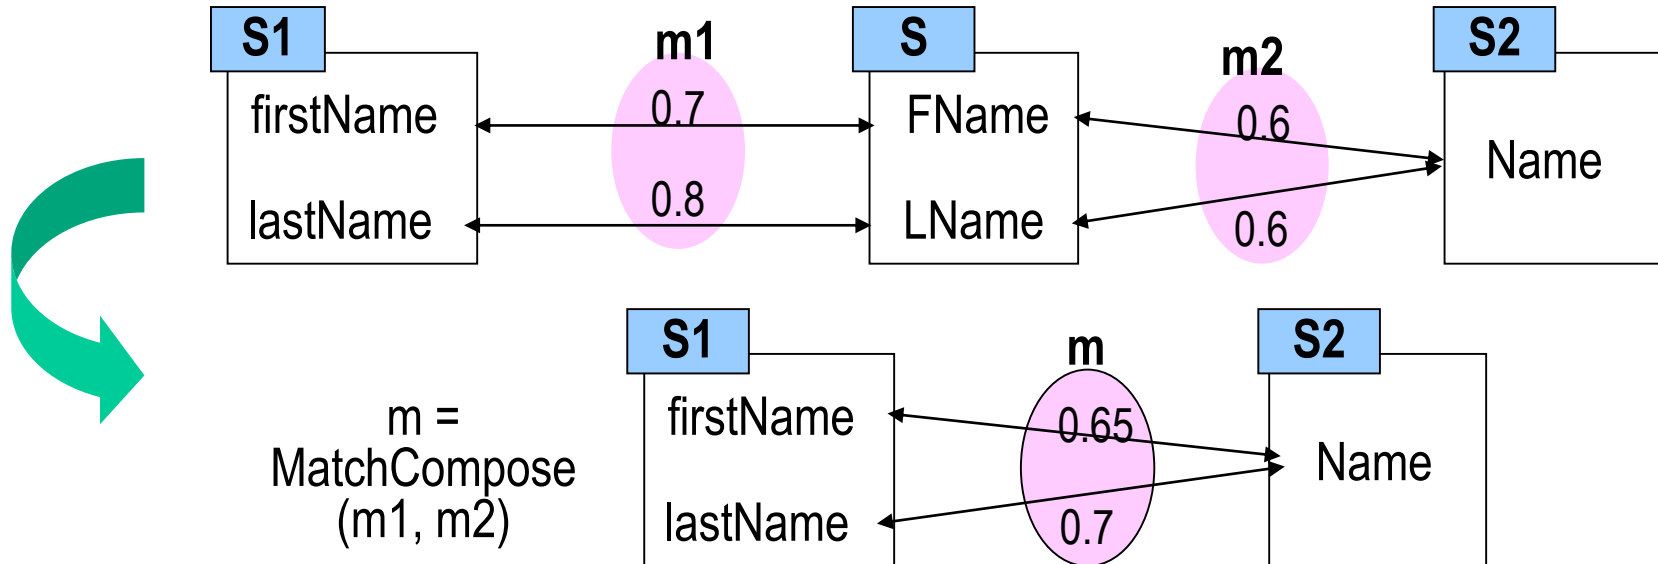 S1
m1
S
m2
S2
firstName
0.7
FName
0.6
Name
lastName
0.8
LName
0.6
S1
m
S2
m =
MatchCompose
(m1, m2)
firstName
0.65
Name
lastName
0.7